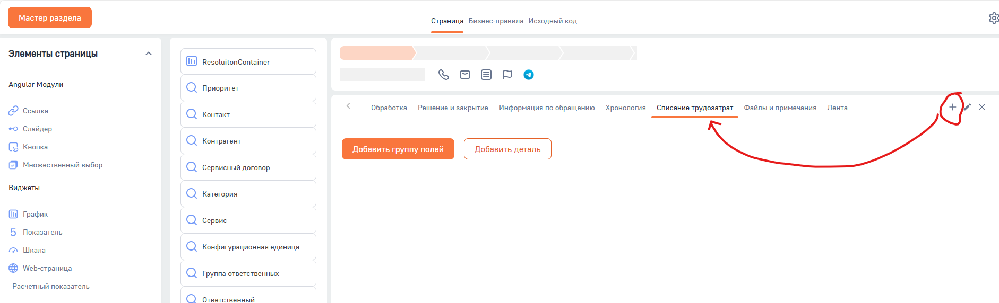 Мастер раздела
Страница Бизнес-правила Исходный код
Элементы страницы
Angular Модули
Ссылка
Слайдер
Кнопка
Множественный выбор
Виджеты
График
5 Показатель
Шкала
Web-страница
Расчетный показатель
ResoluitonContainer
Приоритет
Контакт
Контрагент
Сервисный договор
Категория
Сервис
Конфигурационная единица
Группа ответственных
Ответственный
Обработка Решение и закрытие Информация по обращению Хронология Списание трудозатрат Файлы и примечания Лента
Добавить группу полей Добавить деталь